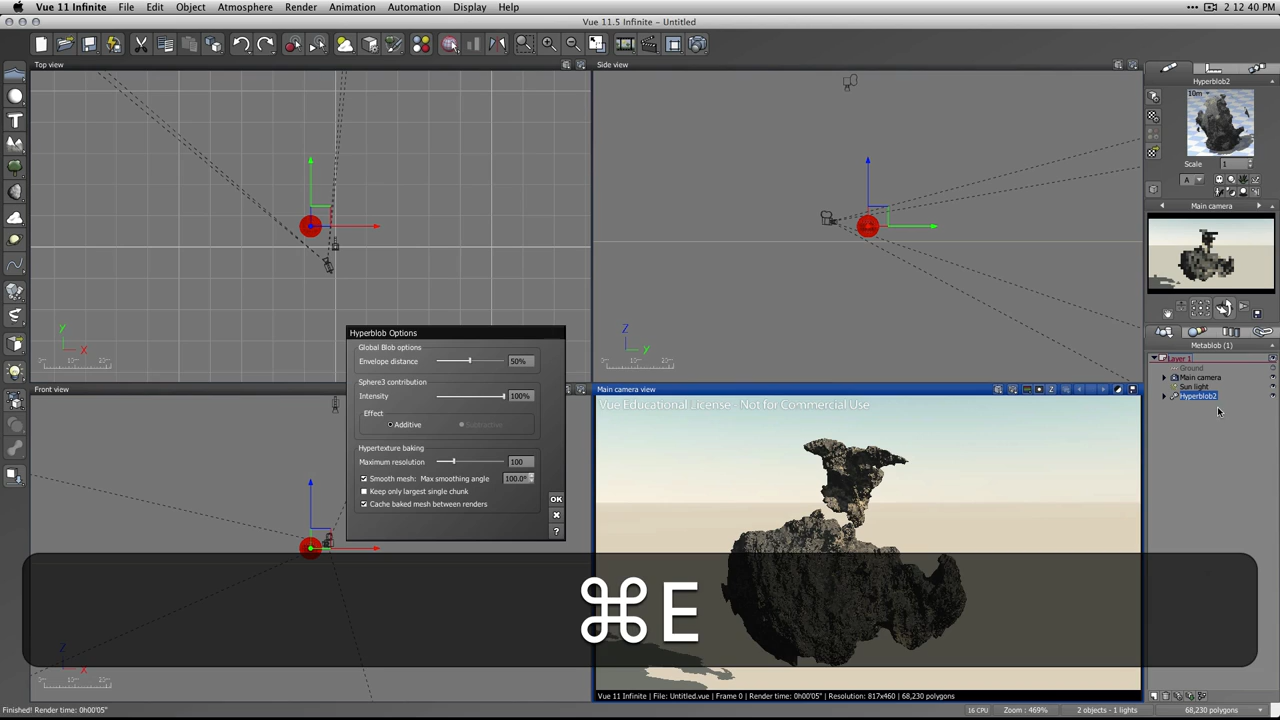 Vue 11 Infinite File Edit Object Atmosphere Render Animation Automation Display Help 2:12:40 PM
Vue 11.5 Infinite - Untitled
Top view
Side view
Hyperblob2
10m
Scale 1
A
Main camera
y
X
Z
y
Hyperblob Options
Global Blob options
Envelope distance 50%
Sphere3 contribution
Intensity 100%
Effect
Additive Subtractive
Hypertexture baking
Maximum resolution 100
Smooth mesh: Max smoothing angle 100.0°
Keep only largest single chunk
Cache baked mesh between renders
OK
?
Metablob (1)
Layer 1
Ground
Main camera
Sun light
Hyperblob2
Front view
Main camera view
Vue Educational License - Not for Commercial Use
⌘E
Z
X
Vue 11 Infinite | File: Untitled.vue | Frame 0 | Render time: 0h00'05" | Resolution: 817x460 | 68,230 polygons
Finished! Render time: 0h00'05" 16 CPU Zoom : 469% 2 objects - 1 lights 68,230 polygons